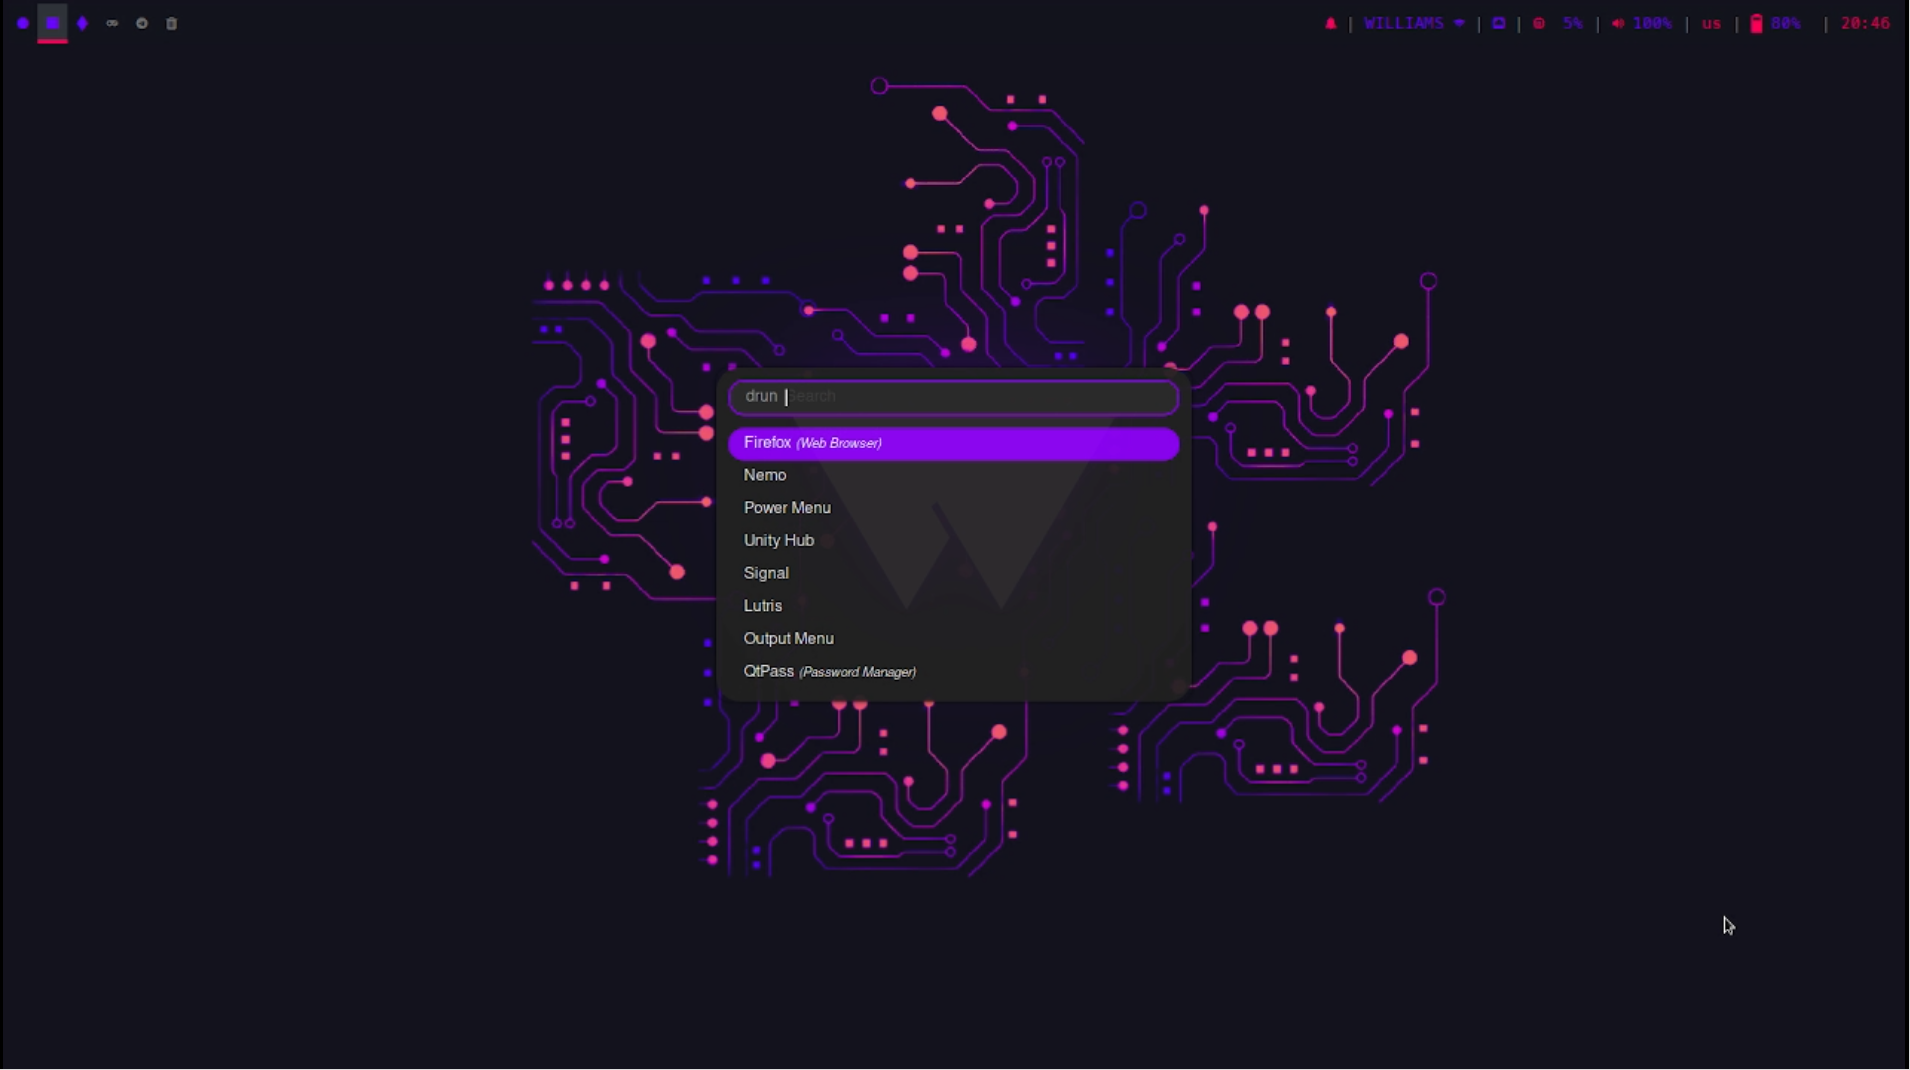 WILLIAMS | | 5% | 100% | us | 80% | 20:46
drun Search
Firefox (Web Browser)
Nemo
Power Menu
Unity Hub
Signal
Lutris
Output Menu
QtPass (Password Manager)